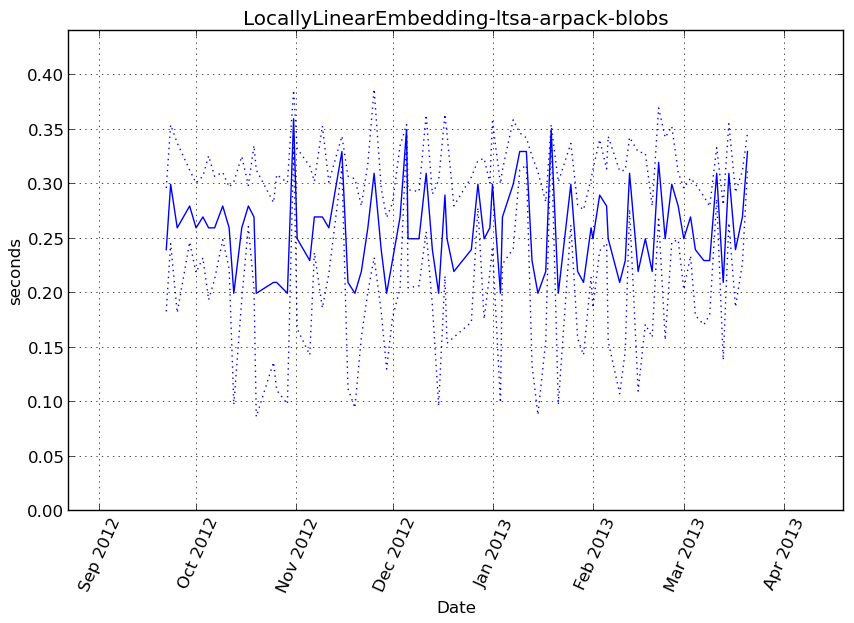 LocallyLinearEmbedding-ltsa-arpack-blobs
0.40
0.35
0.30
0.25
0.20
0.15
0.10
0.05
0.00
seconds
Sep 2012
Oct 2012
Nov 2012
Dec 2012
Jan 2013
Feb 2013
Mar 2013
Apr 2013
Date